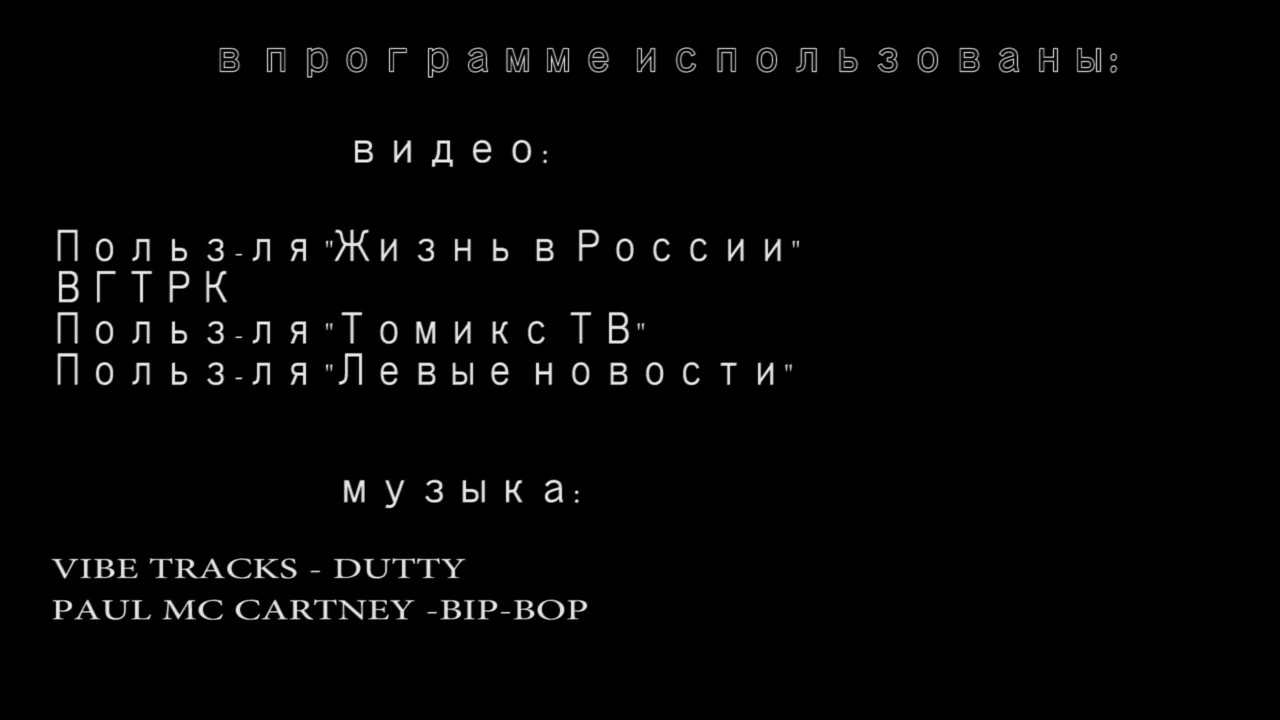 в программе использованы:
видео:
Польз-ля "Жизнь в России"
ВГТРК
Польз-ля "Томикс ТВ"
Польз-ля "Левые новости"
музыка:
VIBE TRACKS - DUTTY
PAUL MC CARTNEY -BIP-BOP